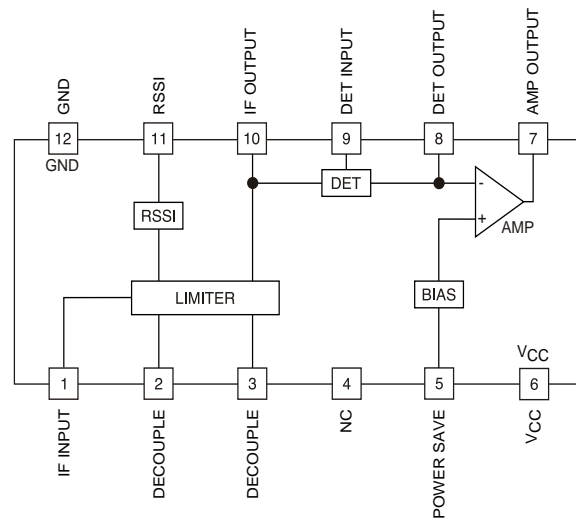 GND
RSSI
IF OUTPUT
DET INPUT
DET OUTPUT
AMP OUTPUT
12
11
10
9
8
7
GND
DET
-
+
AMP
RSSI
LIMITER
BIAS
VCC
1
2
3
4
5
6
IF INPUT
DECOUPLE
DECOUPLE
NC
POWER SAVE
VCC